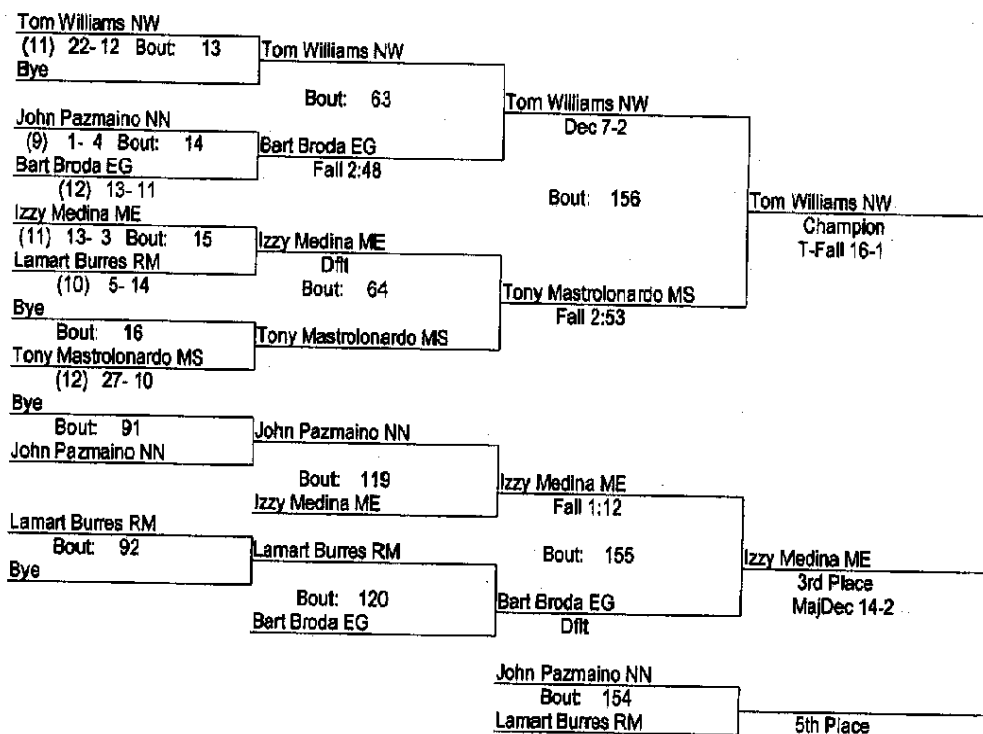 Tom Williams NW
(11) 22- 12 Bout: 13
Bye
Tom Williams NW
Bout: 63
John Pazmaino NN
(9) 1- 4 Bout: 14
Bart Broda EG
(12) 13- 11
Bart Broda EG
Fall 2:48
Tom Williams NW
Dec 7-2
Izzy Medina ME
(11) 13- 3 Bout: 15
Lamart Burres RM
(10) 5- 14
Izzy Medina ME
Dflt
Bout: 64
Bye
Bout: 16
Tony Mastrolonardo MS
(12) 27- 10
Tony Mastrolonardo MS
Tony Mastrolonardo MS
Fall 2:53
Bout: 156
Tom Williams NW
Champion
T-Fall 16-1
Bye
Bout: 91
John Pazmaino NN
John Pazmaino NN
Bout: 119
Izzy Medina ME
Izzy Medina ME
Fall 1:12
Lamart Burres RM
Bout: 92
Bye
Lamart Burres RM
Bout: 120
Bart Broda EG
Bout: 155
Bart Broda EG
Dflt
Izzy Medina ME
3rd Place
MajDec 14-2
John Pazmaino NN
Bout: 154
Lamart Burres RM
5th Place